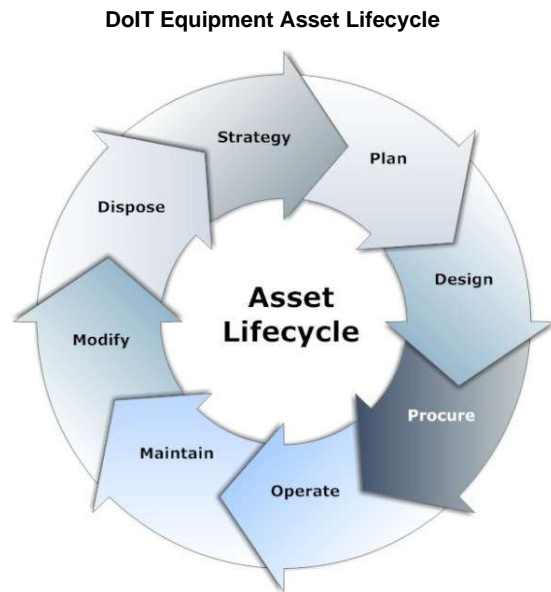 DoIT Equipment Asset Lifecycle
Strategy
Plan
Design
Procure
Operate
Maintain
Modify
Dispose
Asset
Lifecycle